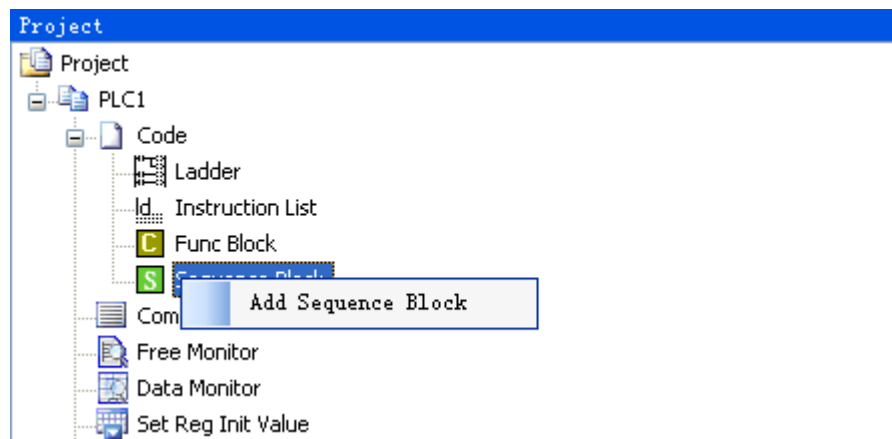 Project
Project
PLC1
Code
Ladder
Instruction List
C Func Block
S
Add Sequence Block
Com
Free Monitor
Data Monitor
Set Reg Init Value